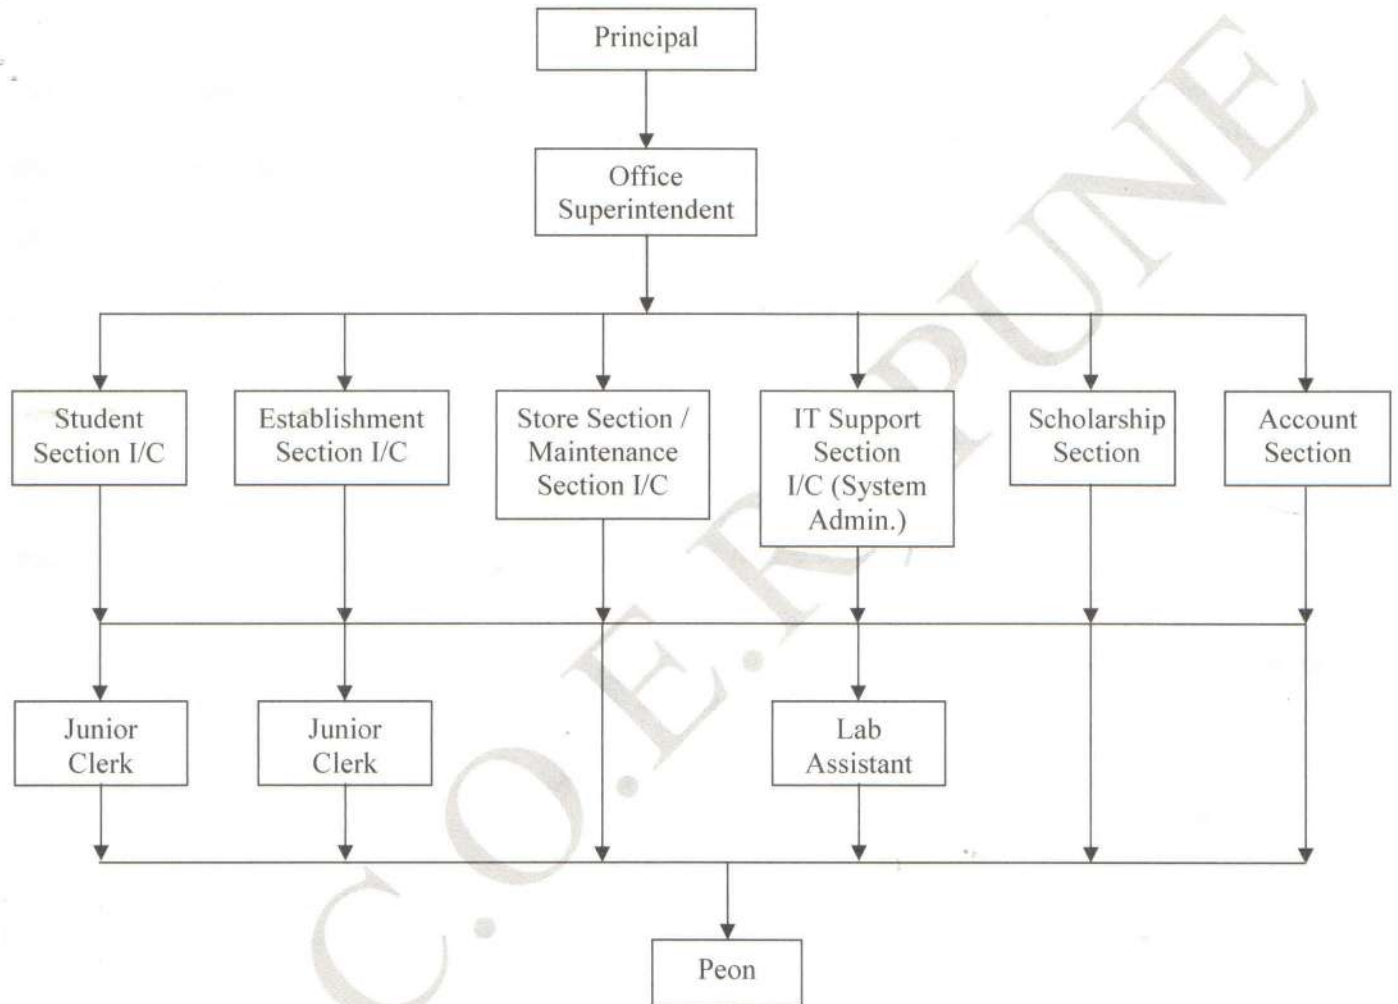 Principal
Office
Superintendent
Student
Section I/C
Establishment
Section I/C
Store Section /
Maintenance
Section I/C
IT Support
Section
I/C (System
Admin.)
Scholarship
Section
Account
Section
Junior
Clerk
Junior
Clerk
Lab
Assistant
Peon
C.O.E.R, PUNE